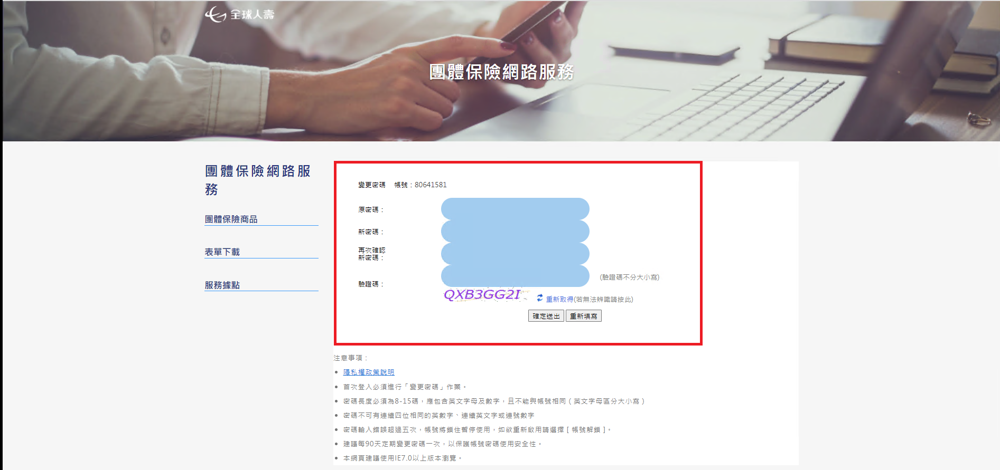 全球人壽
團體保險網路服務
團體保險網路服
務
團體保險商品
表單下載
服務據點
變更密碼 帳號：80641581
原密碼：
新密碼：
再次確認
新密碼：
驗證碼：
(驗證碼不分大小寫)
QXB3GG2I
重新取得(若無法辨識請按此)
確定送出 重新填寫
注意事項：
隱私權政策說明
首次登入必須進行「變更密碼」作業。
密碼長度必須為8-15碼，應包含英文字母及數字，且不能與帳號相同（英文字母區分大小寫）
密碼不可有連續四位相同的英數字、連續英文字或連號數字
密碼輸入錯誤超過五次，帳號將鎖住暫停使用，如欲重新啟用請選擇［帳號解鎖］。
建議每90天定期變更密碼一次，以保護帳號密碼使用安全性。
本網頁建議使用IE7.0以上版本瀏覽。